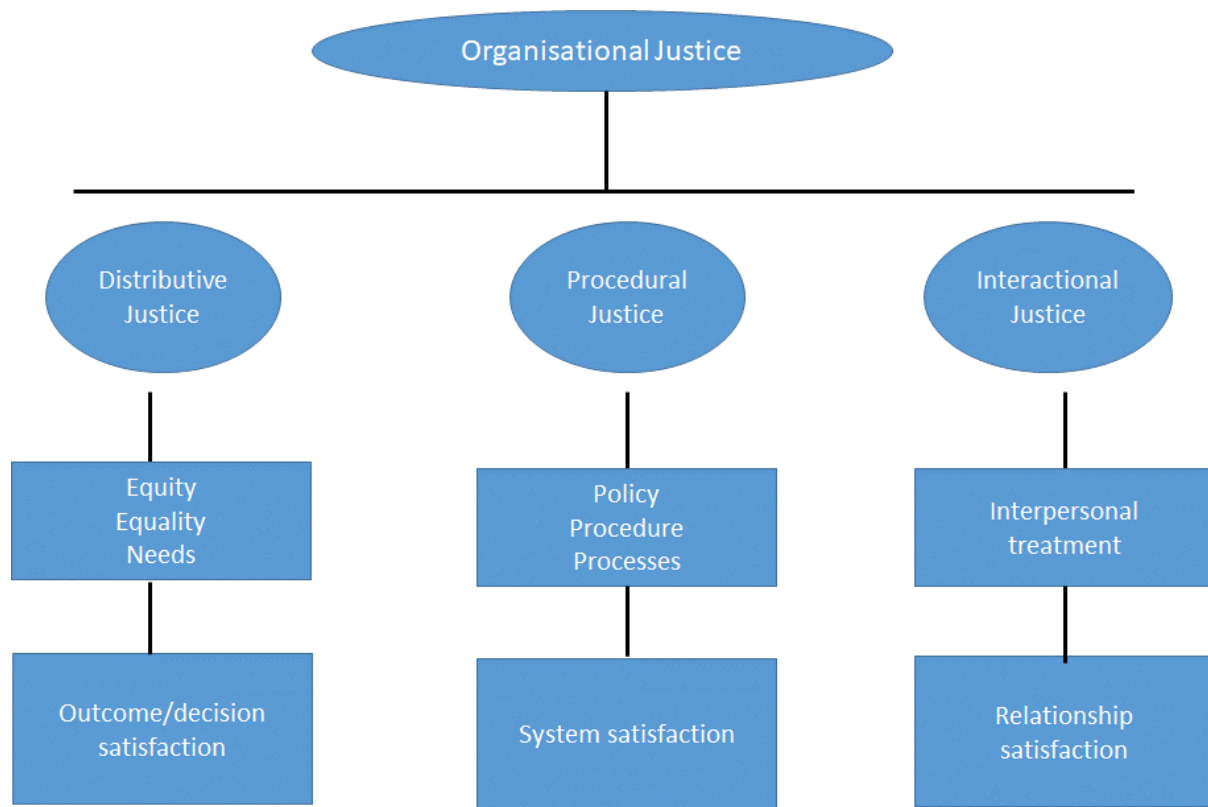 Organisational Justice
Distributive
Justice
Procedural
Justice
Interactional
Justice
Equity
Equality
Needs
Policy
Procedure
Processes
Interpersonal
treatment
Outcome/decision
satisfaction
System satisfaction
Relationship
satisfaction